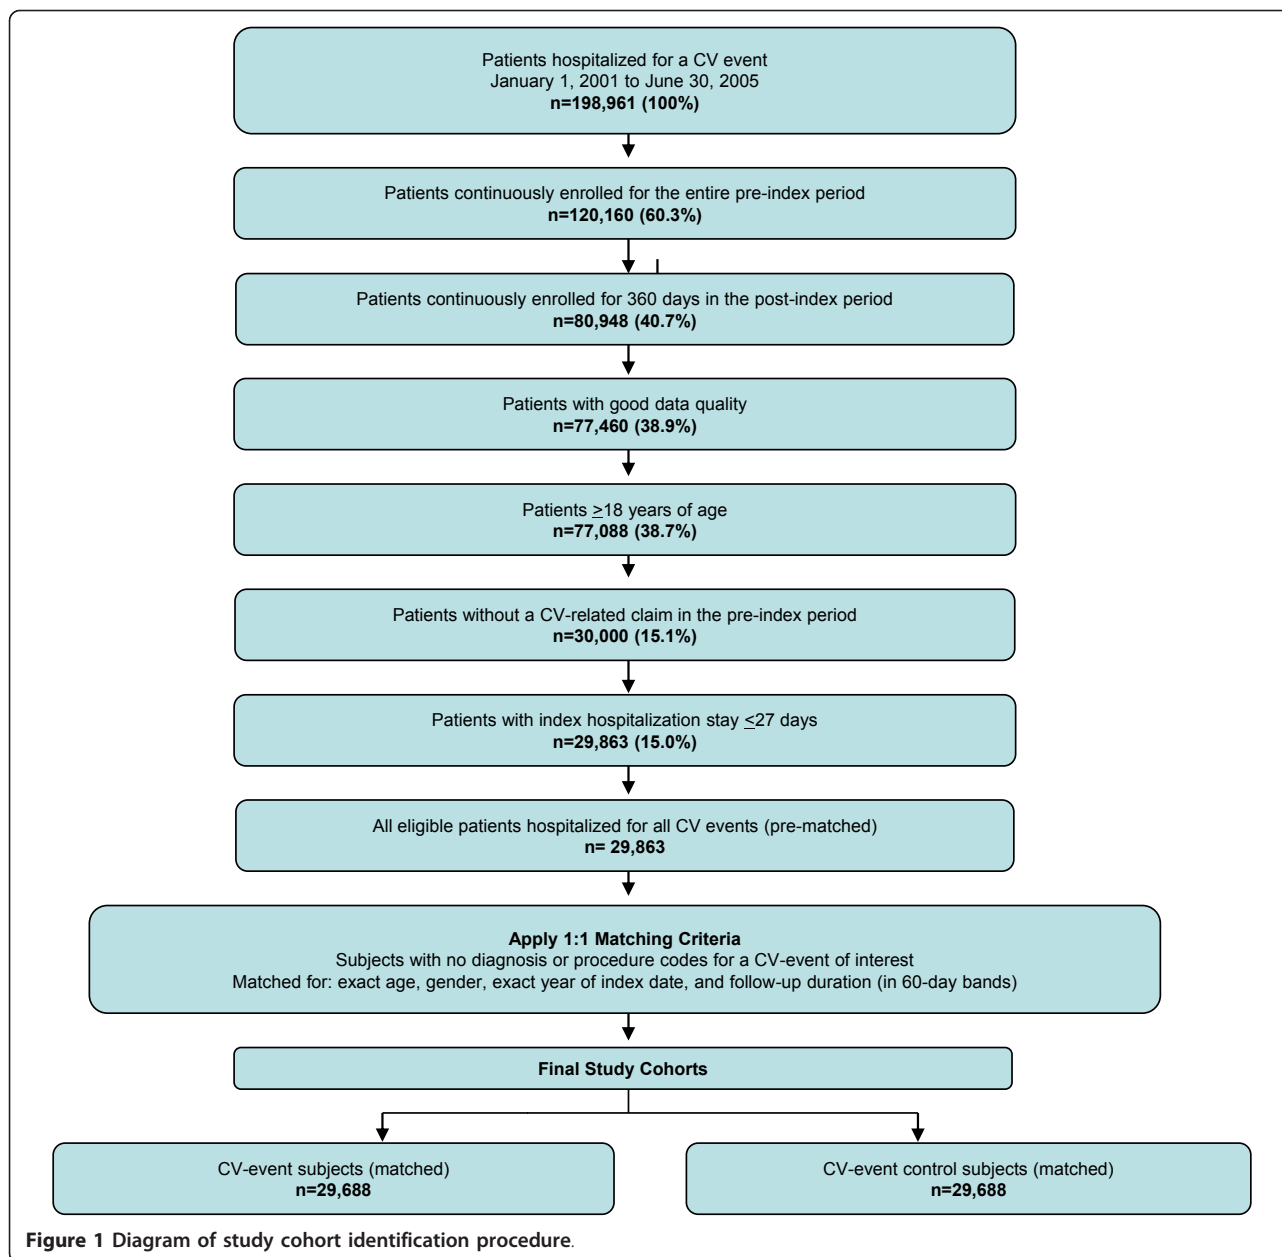 Patients hospitalized for a CV event
January 1, 2001 to June 30, 2005
n=198,961 (100%)
Patients continuously enrolled for the entire pre-index period
n=120,160 (60.3%)
Patients continuously enrolled for 360 days in the post-index period
n=80,948 (40.7%)
Patients with good data quality
n=77,460 (38.9%)
Patients ≥18 years of age
n=77,088 (38.7%)
Patients without a CV-related claim in the pre-index period
n=30,000 (15.1%)
Patients with index hospitalization stay ≤27 days
n=29,863 (15.0%)
All eligible patients hospitalized for all CV events (pre-matched)
n= 29,863
Apply 1:1 Matching Criteria
Subjects with no diagnosis or procedure codes for a CV-event of interest
Matched for: exact age, gender, exact year of index date, and follow-up duration (in 60-day bands)
Final Study Cohorts
CV-event subjects (matched)
n=29,688
CV-event control subjects (matched)
n=29,688
Figure 1 Diagram of study cohort identification procedure.